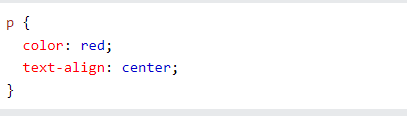 p {
  color: red;
  text-align: center;
}